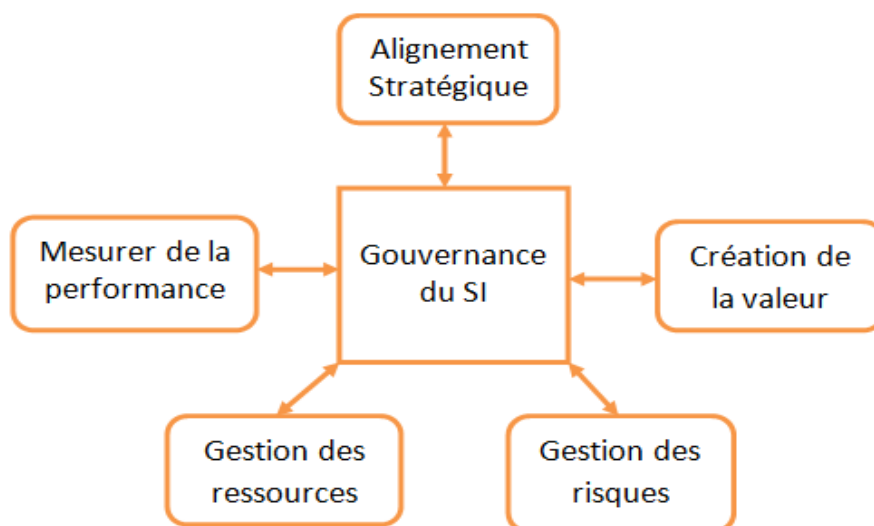 Alignement
Stratégique
Mesurer de la
performance
Gouvernance
du SI
Création de
la valeur
Gestion des
ressources
Gestion des
risques